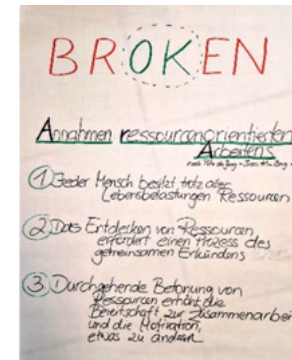 BROKEN
Annahmen ressourcenorientierten
Arbeitens
nach
① Jeder Mensch besitzt trotz aller
Lebensbelastungen Ressourcen
② Das Entdecken von Ressourcen
erfordert einen Prozess des
gemeinsamen Erkundens
③ Durchgehende Betonung von
Ressourcen erhöht die
Bereitschaft zur Zusammenarbeit
und die Motivation,
etwas zu ändern